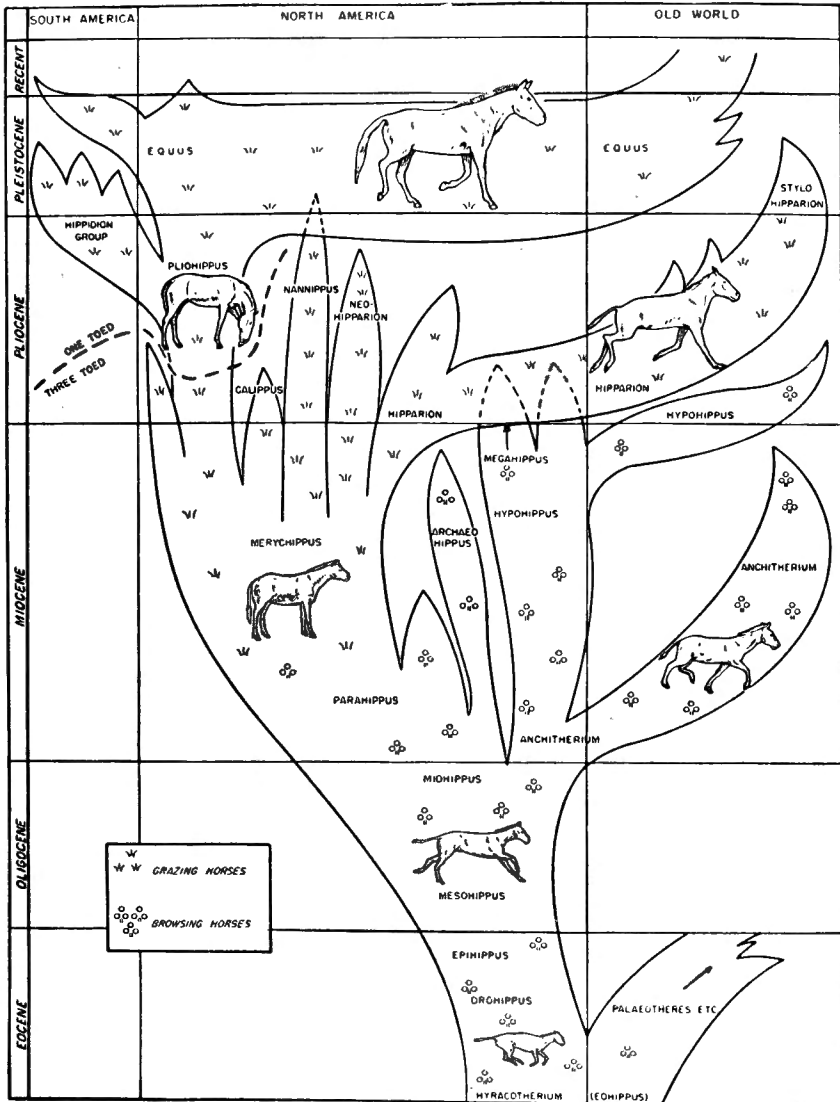 SOUTH AMERICA
NORTH AMERICA
OLD WORLD
RECENT
PLEISTOCENE
PLIOCENE
MIOCENE
OLIGOCENE
EOCENE
EQUUS
EQUUS
STYLO
HIPPARION
HIPPIDION
GROUP
PLIOHIPPUS
NANNIPPUS
NEO-
HIPPARION
ONE TOED
THREE TOED
CALIPPUS
HIPPARION
HIPPARION
HYPOHIPPUS
MEGAHIPPUS
HYPOHIPPUS
ARCHAEO
HIPPUS
MERYCHIPPUS
ANCHITHERIUM
PARAHIPPUS
ANCHITHERIUM
MIOHIPPUS
MESOHIPPUS
GRAZING HORSES
BROWSING HORSES
EPIHIPPUS
OROHIPPUS
PALAEOTHERES ETC
HYRACOTHERIUM
(EOHIPPUS)